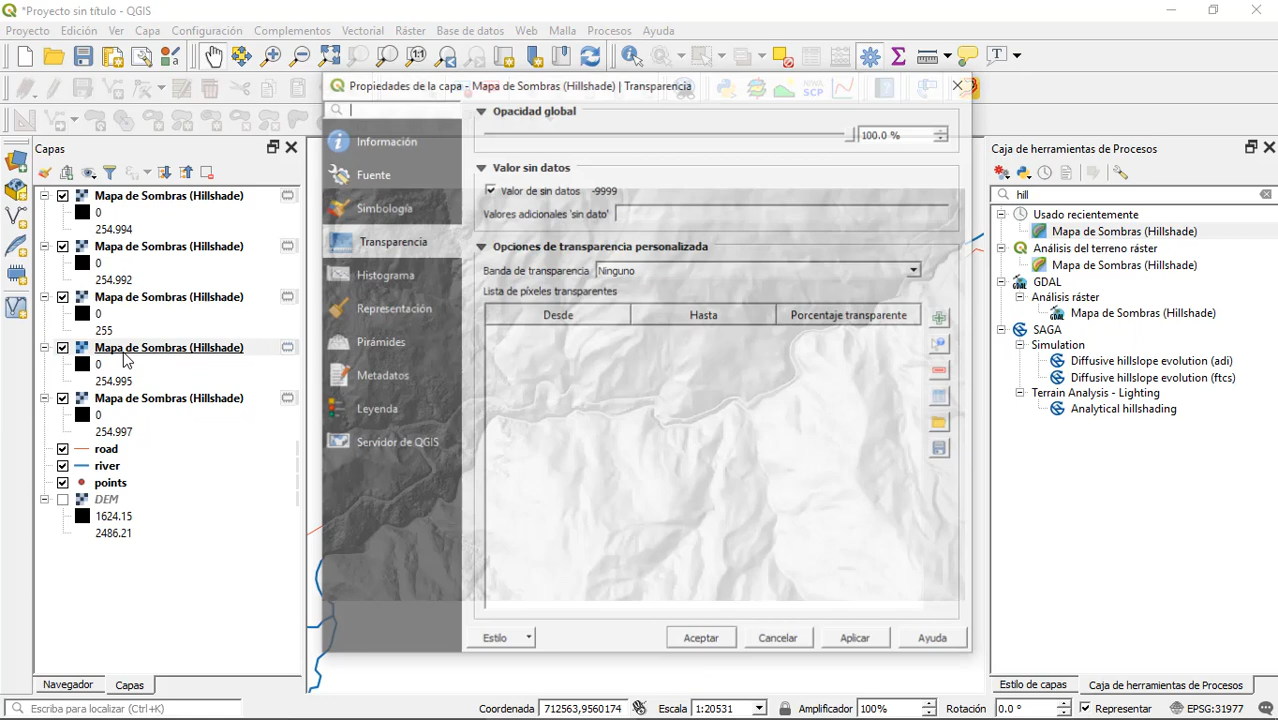 *Proyecto sin título - QGIS
Proyecto Edición Ver Capa Configuración Complementos Vectorial Ráster Base de datos Web Malla Procesos Ayuda
Propiedades de la capa - Mapa de Sombras (Hillshade) | Transparencia
Capas
Mapa de Sombras (Hillshade)
0
254.994
Mapa de Sombras (Hillshade)
0
254.992
Mapa de Sombras (Hillshade)
0
255
Mapa de Sombras (Hillshade)
0
254.995
Mapa de Sombras (Hillshade)
0
254.997
road
river
points
DEM
1624.15
2486.21
Navegador Capas
Información
Fuente
Simbología
Transparencia
Histograma
Representación
Pirámides
Metadatos
Leyenda
Servidor de QGIS
Opacidad global
100.0 %
Valor sin datos
Valor de sin datos -9999
Valores adicionales 'sin dato'
Opciones de transparencia personalizada
Banda de transparencia Ninguno
Lista de píxeles transparentes
Desde Hasta Porcentaje transparente
Estilo Aceptar Cancelar Aplicar Ayuda
NIWA
SCP
Caja de herramientas de Procesos
hill
Usado recientemente
Mapa de Sombras (Hillshade)
Análisis del terreno ráster
Mapa de Sombras (Hillshade)
GDAL
Análisis ráster
Mapa de Sombras (Hillshade)
SAGA
Simulation
Diffusive hillslope evolution (adi)
Diffusive hillslope evolution (ftcs)
Terrain Analysis - Lighting
Analytical hillshading
Estilo de capas Caja de herramientas de Procesos
Escriba para localizar (Ctrl+K) Coordenada 712563,9560174 Escala 1:20531 Amplificador 100% Rotación 0.0 ° Representar EPSG:31977